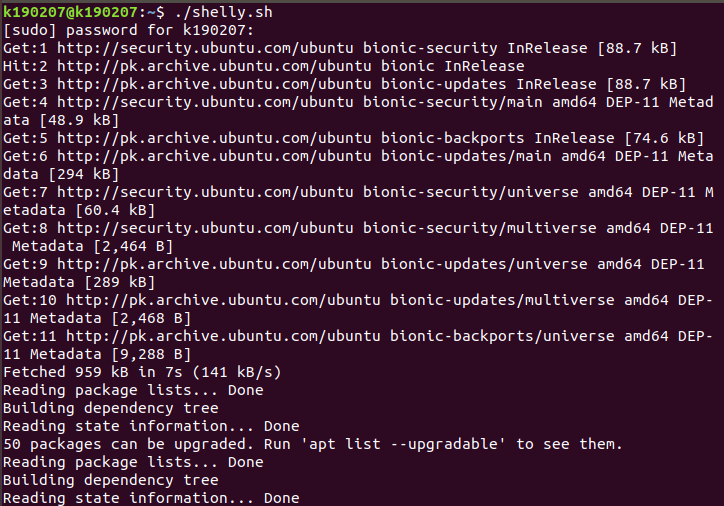 k190207@k190207:~$ ./shelly.sh
[sudo] password for k190207:
Get:1 http://security.ubuntu.com/ubuntu bionic-security InRelease [88.7 kB]
Hit:2 http://pk.archive.ubuntu.com/ubuntu bionic InRelease
Get:3 http://pk.archive.ubuntu.com/ubuntu bionic-updates InRelease [88.7 kB]
Get:4 http://security.ubuntu.com/ubuntu bionic-security/main amd64 DEP-11 Metad
ata [48.9 kB]
Get:5 http://pk.archive.ubuntu.com/ubuntu bionic-backports InRelease [74.6 kB]
Get:6 http://pk.archive.ubuntu.com/ubuntu bionic-updates/main amd64 DEP-11 Meta
data [294 kB]
Get:7 http://security.ubuntu.com/ubuntu bionic-security/universe amd64 DEP-11 M
etadata [60.4 kB]
Get:8 http://security.ubuntu.com/ubuntu bionic-security/multiverse amd64 DEP-11
 Metadata [2,464 B]
Get:9 http://pk.archive.ubuntu.com/ubuntu bionic-updates/universe amd64 DEP-11
Metadata [289 kB]
Get:10 http://pk.archive.ubuntu.com/ubuntu bionic-updates/multiverse amd64 DEP-
11 Metadata [2,468 B]
Get:11 http://pk.archive.ubuntu.com/ubuntu bionic-backports/universe amd64 DEP-
11 Metadata [9,288 B]
Fetched 959 kB in 7s (141 kB/s)
Reading package lists... Done
Building dependency tree
Reading state information... Done
50 packages can be upgraded. Run 'apt list --upgradable' to see them.
Reading package lists... Done
Building dependency tree
Reading state information... Done